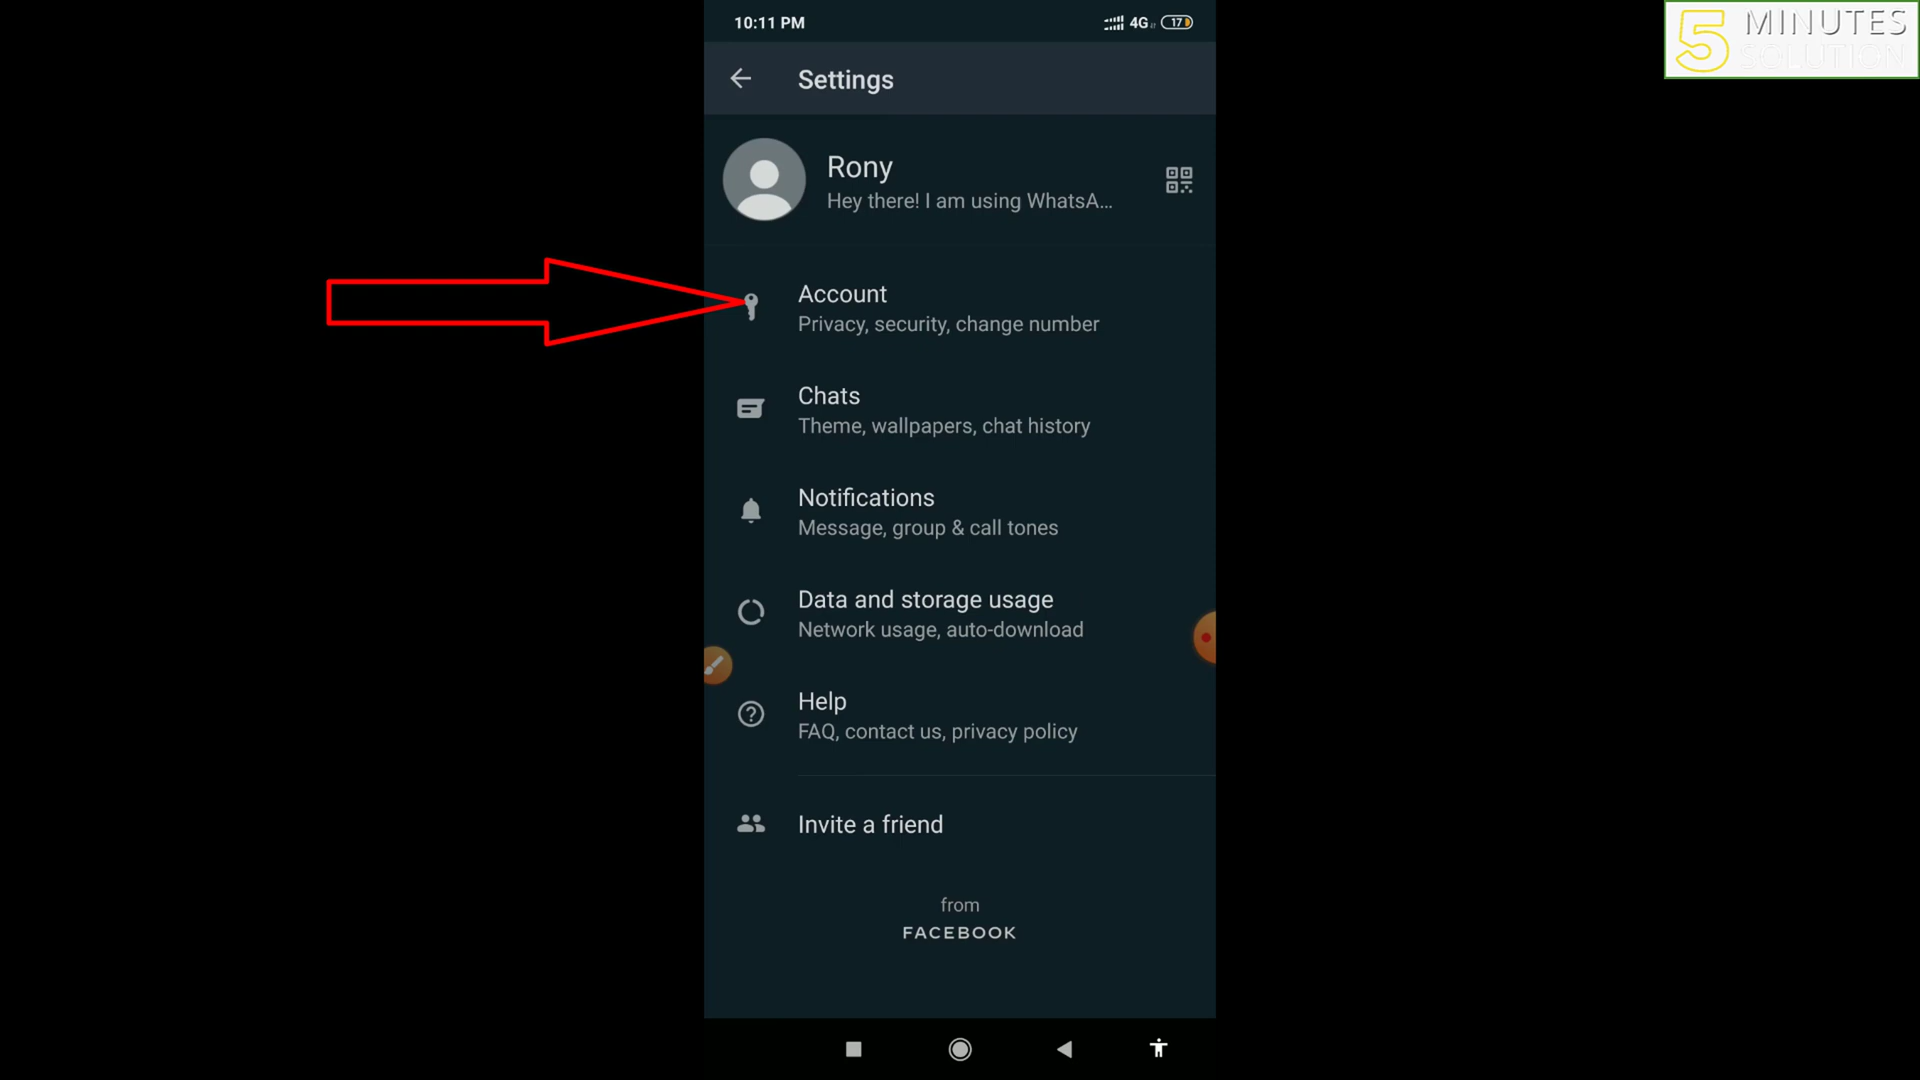 10:11 PM
4G
17
5 MINUTES
SOLUTION
Settings
Rony
Hey there! I am using WhatsA...
Account
Privacy, security, change number
Chats
Theme, wallpapers, chat history
Notifications
Message, group & call tones
Data and storage usage
Network usage, auto-download
Help
FAQ, contact us, privacy policy
Invite a friend
from
FACEBOOK